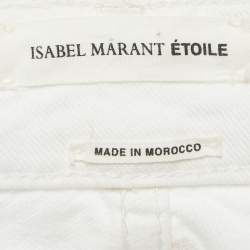 ISABEL MARANT ÉTOILE
MADE IN MOROCCO